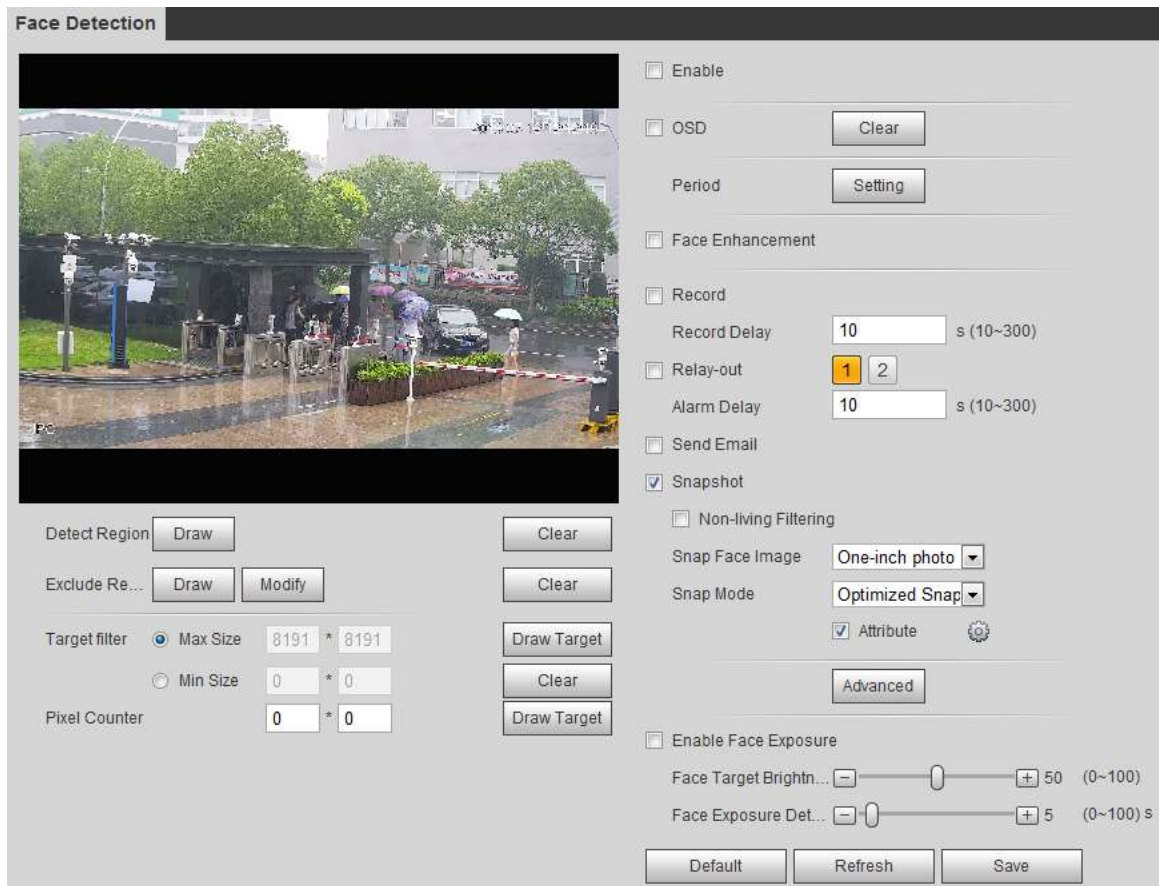 Face Detection
Enable
OSD Clear
Period Setting
Face Enhancement
Record
Record Delay 10 s (10~300)
Relay-out 1 2
Alarm Delay 10 s (10~300)
Send Email
Snapshot
Non-living Filtering
Snap Face Image One-inch photo
Snap Mode Optimized Snap
Attribute
Advanced
Enable Face Exposure
Face Target Brightn... 50 (0~100)
Face Exposure Det... 5 (0~100) s
Default Refresh Save
IPC
Detect Region Draw Clear
Exclude Re... Draw Modify Clear
Target filter Max Size 8191 * 8191 Draw Target
Min Size 0 * 0 Clear
Pixel Counter 0 * 0 Draw Target